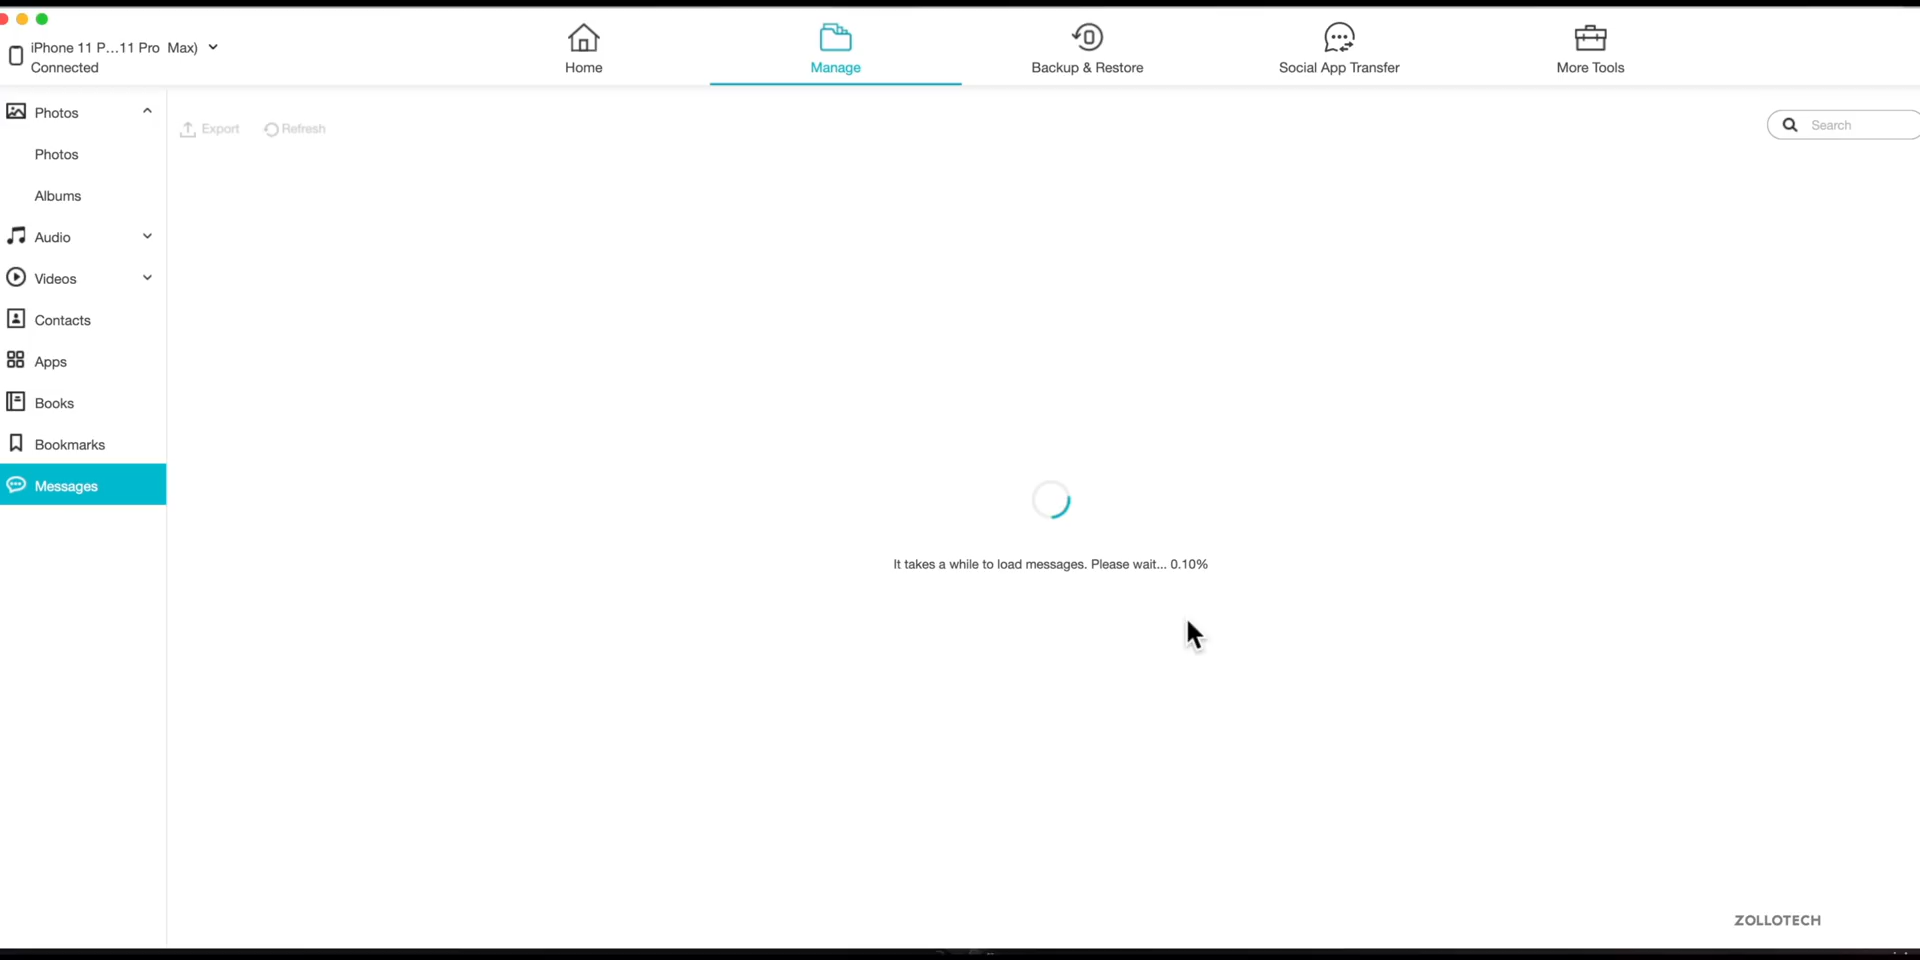 iPhone 11 P...11 Pro Max)
Connected
Home
Manage
Backup & Restore
Social App Transfer
More Tools
Photos
Photos
Albums
Audio
Videos
Contacts
Apps
Books
Bookmarks
Messages
Export
Refresh
Search
It takes a while to load messages. Please wait... 0.10%
ZOLLOTECH